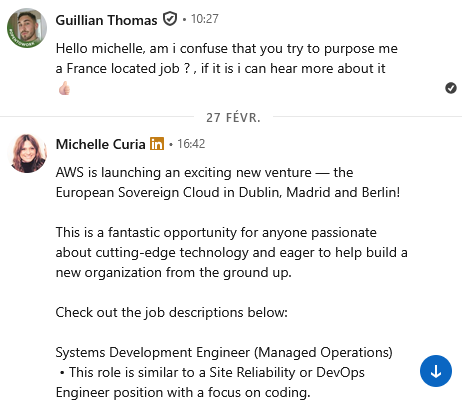 Guillian Thomas • 10:27
Hello michelle, am i confuse that you try to purpose me
a France located job ? , if it is i can hear more about it
👍🏻
27 FÉVR.
Michelle Curia in • 16:42
AWS is launching an exciting new venture — the
European Sovereign Cloud in Dublin, Madrid and Berlin!
This is a fantastic opportunity for anyone passionate
about cutting-edge technology and eager to help build a
new organization from the ground up.
Check out the job descriptions below:
Systems Development Engineer (Managed Operations)
• This role is similar to a Site Reliability or DevOps
Engineer position with a focus on coding.